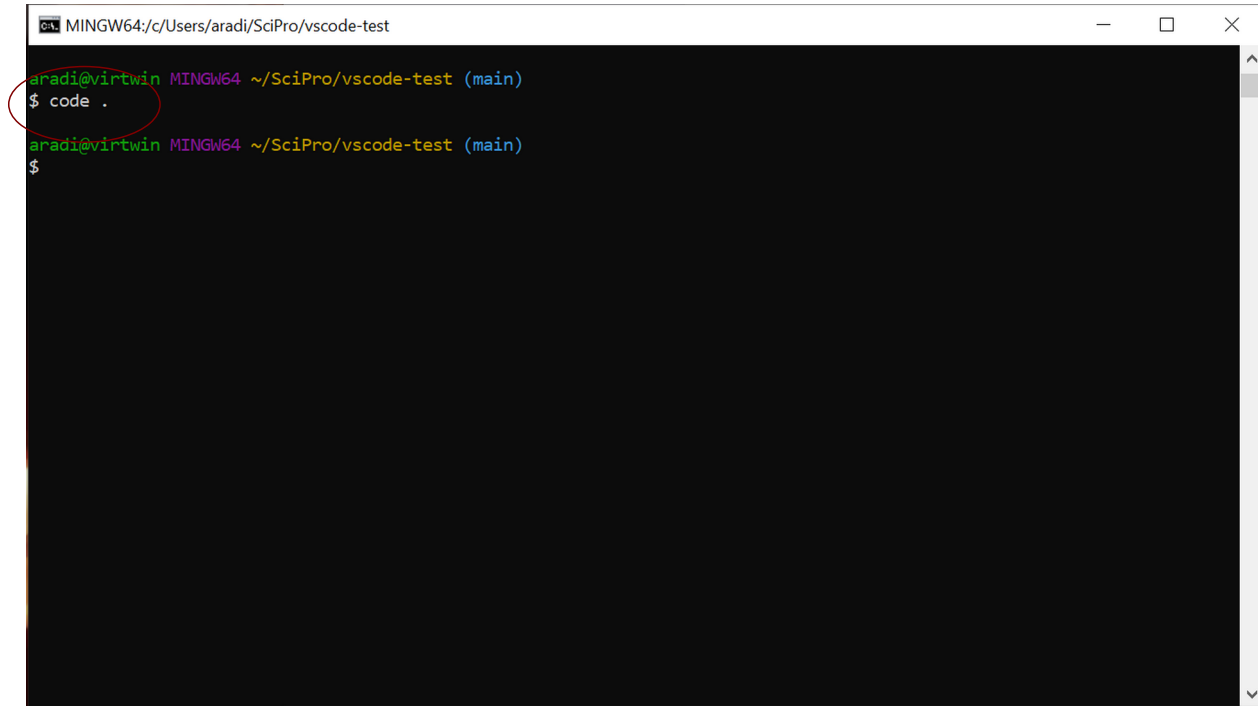 MINGW64:/c/Users/aradi/SciPro/vscode-test
aradi@virtwin MINGW64 ~/SciPro/vscode-test (main)
$ code .
aradi@virtwin MINGW64 ~/SciPro/vscode-test (main)
$